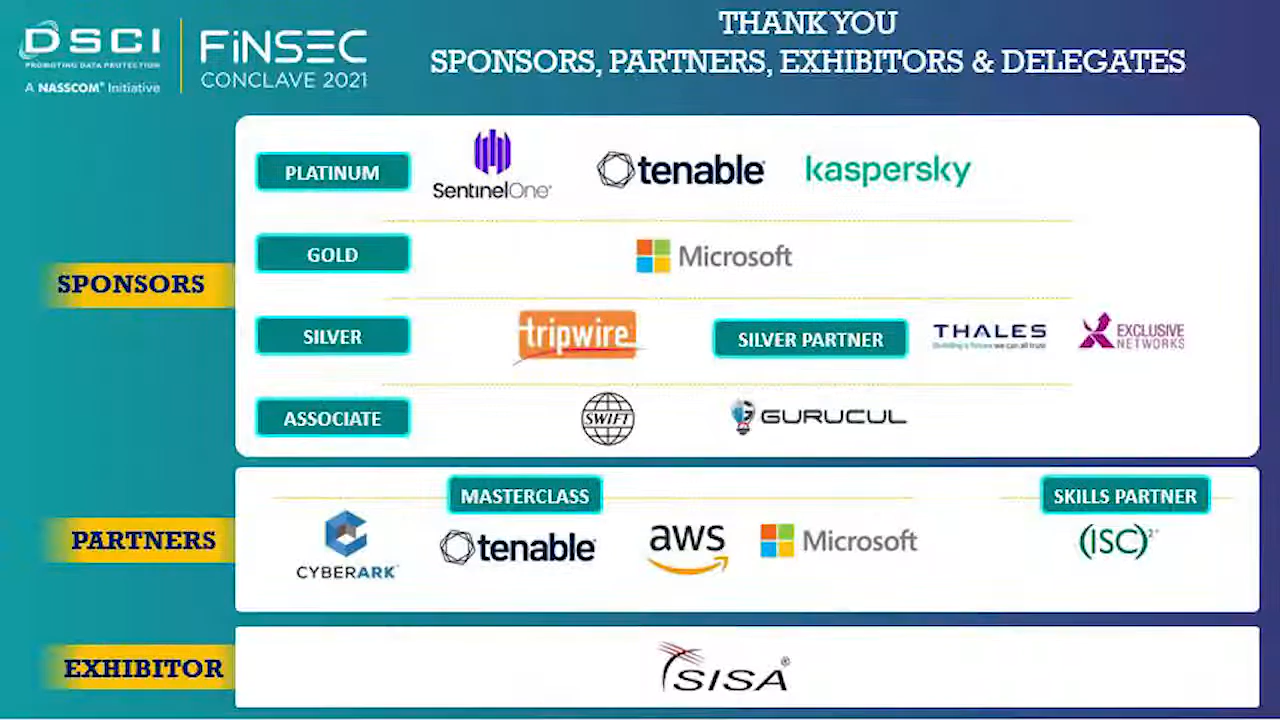 THANK YOU
SPONSORS, PARTNERS, EXHIBITORS & DELEGATES
DSCI
PROMOTING DATA PROTECTION
A NASSCOM® Initiative
FiNSEC
CONCLAVE 2021
SPONSORS
PLATINUM
SentinelOne
tenable
kaspersky
GOLD
Microsoft
SILVER
tripwire
SILVER PARTNER
THALES
Building a future we can all trust
EXCLUSIVE
NETWORKS
ASSOCIATE
SWIFT
GURUCUL
PARTNERS
MASTERCLASS
CYBERARK
tenable
aws
Microsoft
SKILLS PARTNER
(ISC)²
EXHIBITOR
SISA®